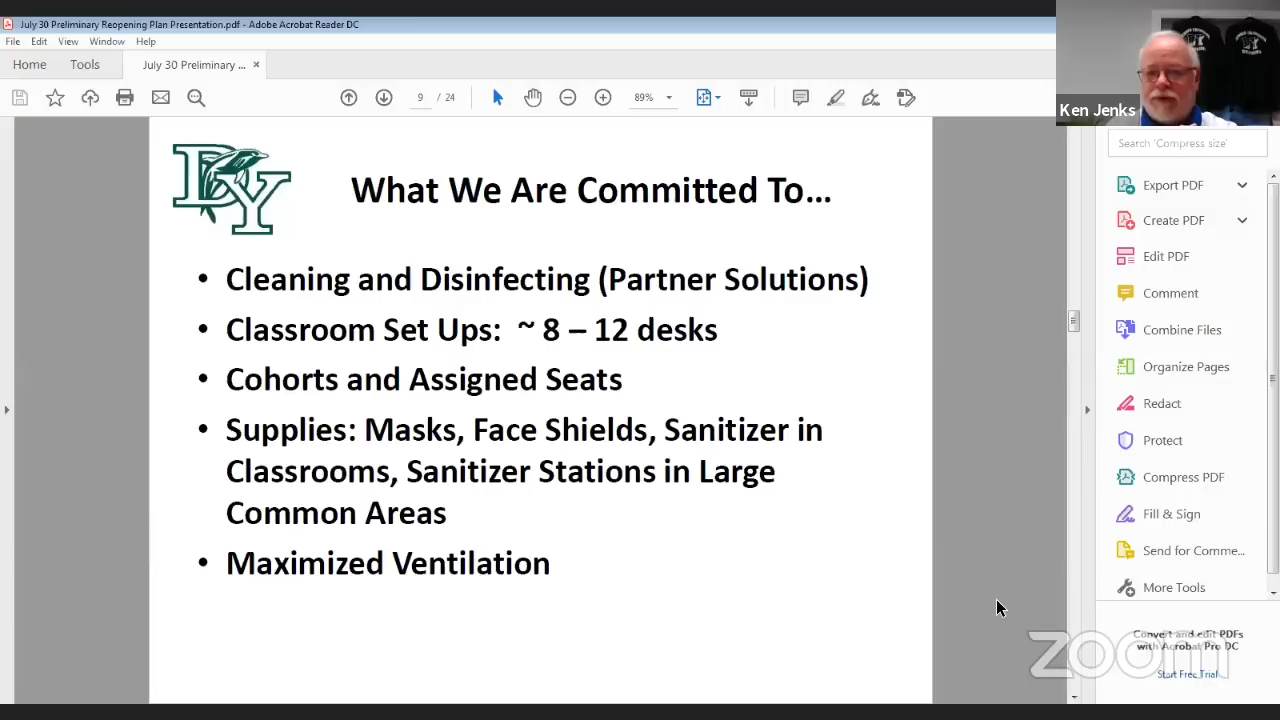 July 30 Preliminary Reopening Plan Presentation.pdf - Adobe Acrobat Reader DC
File Edit View Window Help
Home Tools July 30 Preliminary ... ×
9 / 24 89%
Ken Jenks
Search 'Compress size'
DY
What We Are Committed To...
• Cleaning and Disinfecting (Partner Solutions)
• Classroom Set Ups: ~ 8 – 12 desks
• Cohorts and Assigned Seats
• Supplies: Masks, Face Shields, Sanitizer in
Classrooms, Sanitizer Stations in Large
Common Areas
• Maximized Ventilation
Export PDF
Create PDF
Edit PDF
Comment
Combine Files
Organize Pages
Redact
Protect
Compress PDF
Fill & Sign
Send for Comme...
More Tools
Convert and edit PDFs
with Acrobat Pro DC
Start Free Trial
zoom